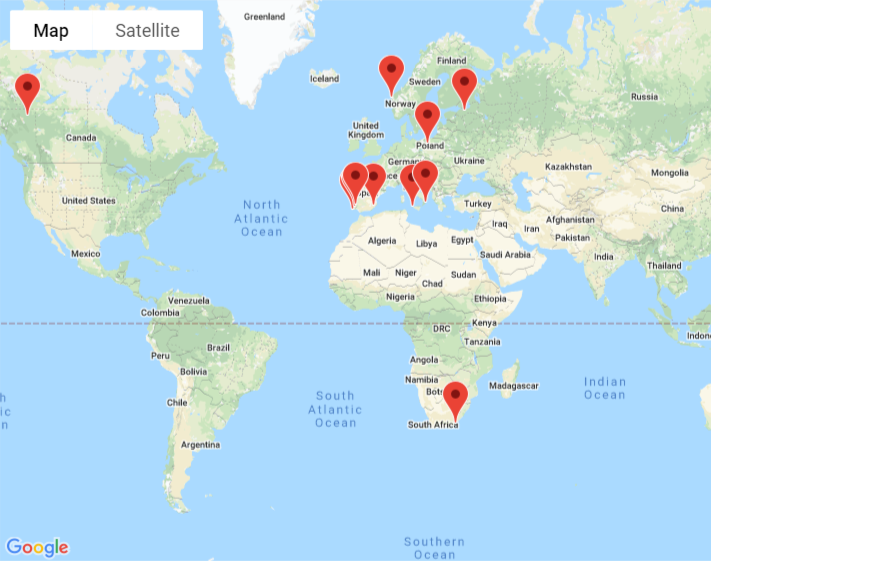 Map
Satellite
Greenland
Finland
Iceland
Sweden
Norway
Russia
Canada
United
Kingdom
Poland
Ukraine
Kazakhstan
Mongolia
United States
Turkey
China
North
Atlantic
Ocean
Iraq
Iran
Afghanistan
Pakistan
Algeria
Libya
Egypt
Mexico
Saudi Arabia
India
Thailand
Mali
Niger
Chad
Sudan
Venezuela
Colombia
Nigeria
Ethiopia
Kenya
DRC
Tanzania
Peru
Brazil
Angola
Bolivia
Namibia
Madagascar
Indian
Ocean
Chile
South
Atlantic
Ocean
South Africa
Argentina
Google
Southern
Ocean